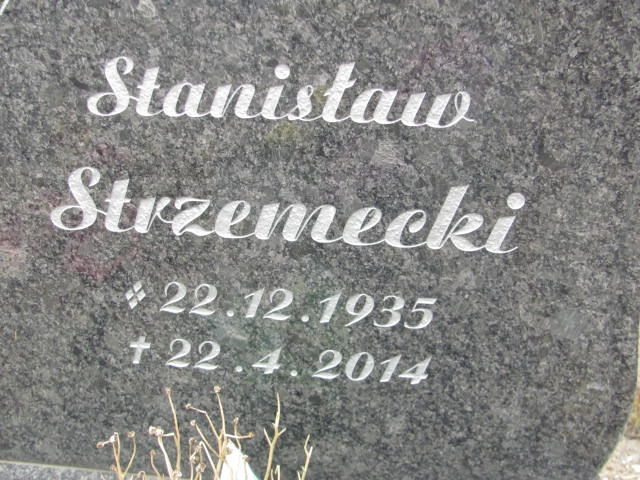 Stanisław
Strzemecki
❖ 22.12.1935
✝ 22.4.2014